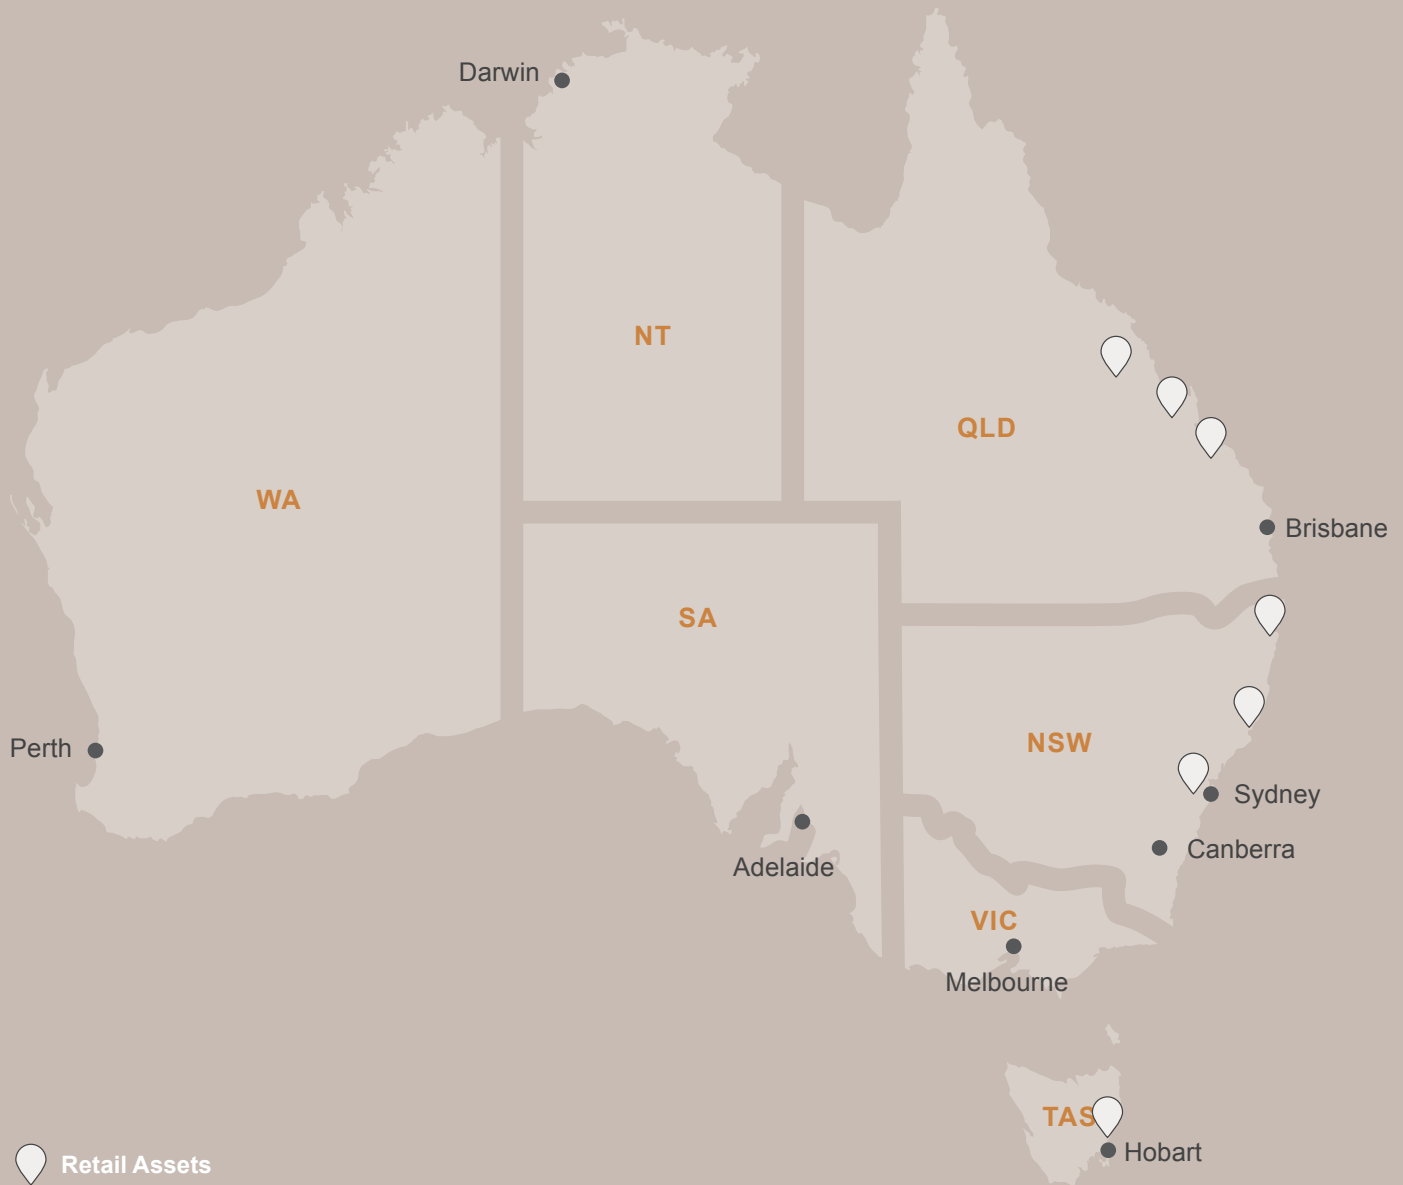 Darwin
NT
QLD
WA
Brisbane
SA
NSW
Perth
Sydney
Canberra
Adelaide
VIC
Melbourne
TAS
Hobart
Retail Assets